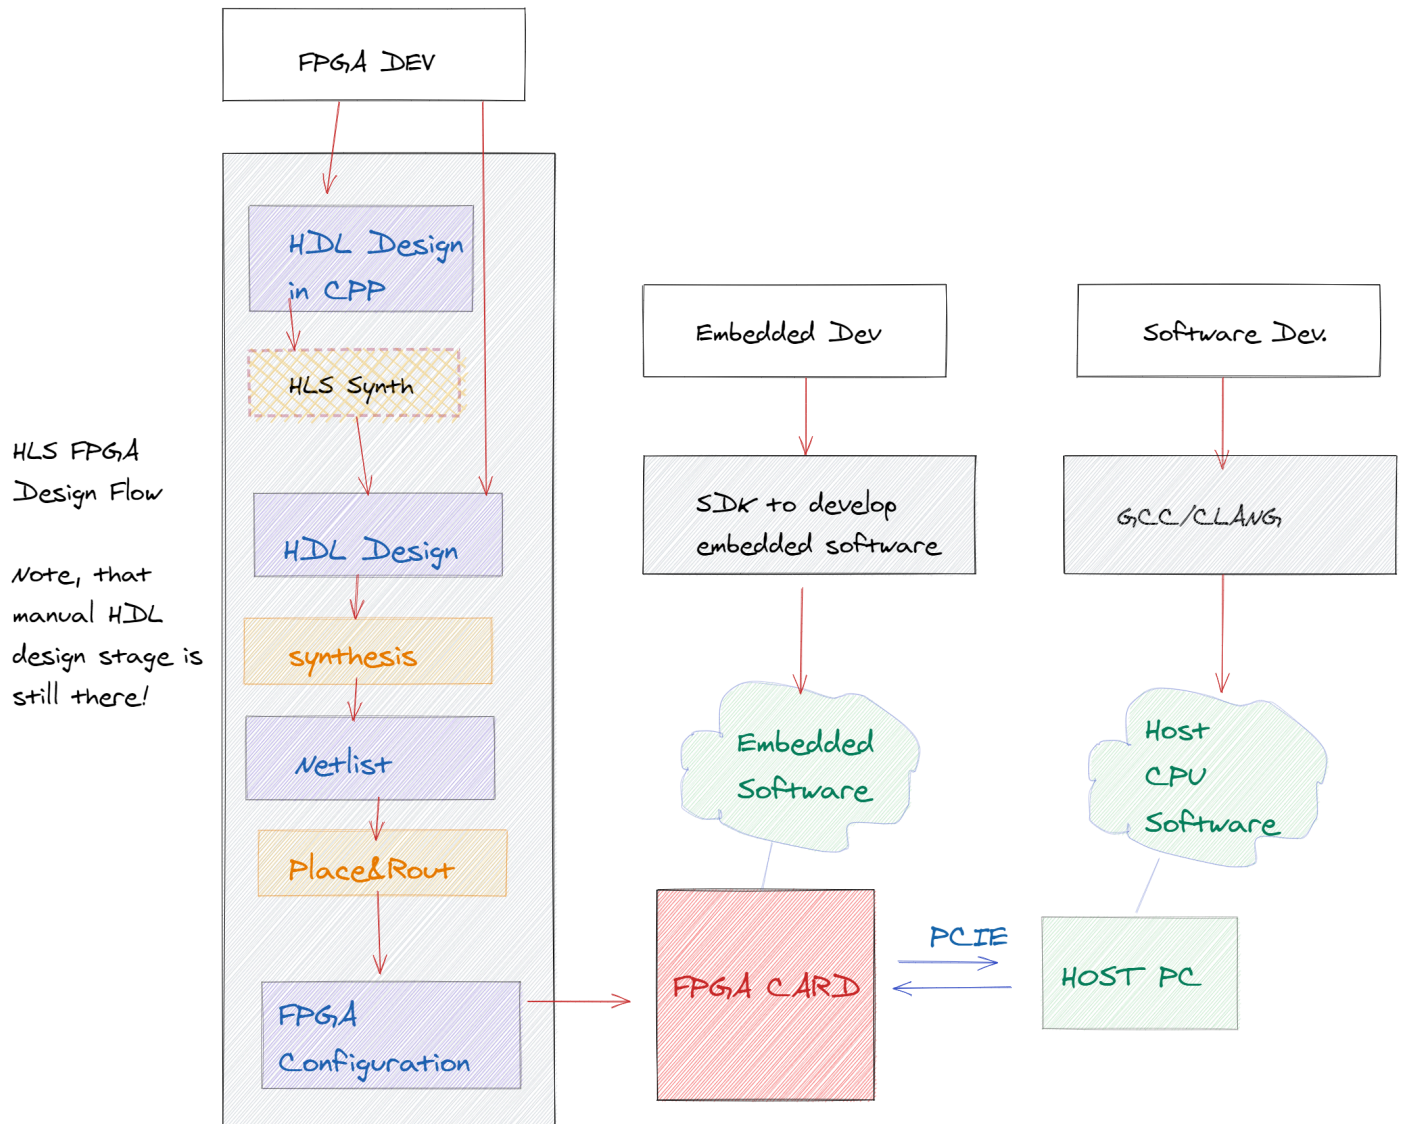 FPGA DEV
HDL Design
in CPP
HLS Synth
HLS FPGA
Design Flow
Note, that
manual HDL
design stage is
still there!
HDL Design
synthesis
Netlist
Place&Rout
FPGA
Configuration
Embedded Dev
SDK to develop
embedded software
Embedded
Software
FPGA CARD
PCIE
Software Dev.
GCC/CLANG
Host
CPU
Software
HOST PC